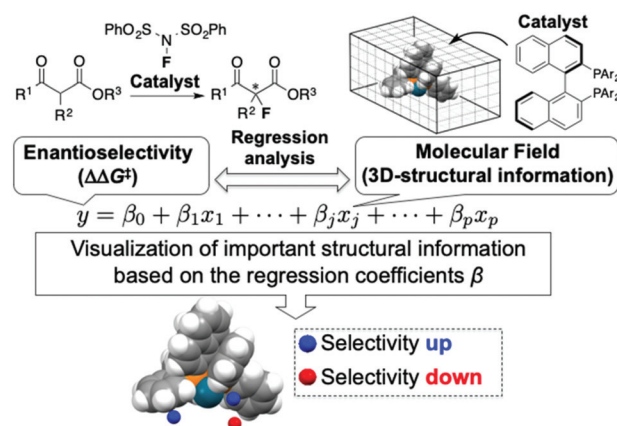 PhO₂S N SO₂Ph
F
O O
R¹ OR³
R²
Catalyst
O O
* 
R¹ OR³
R² F
Catalyst
PAr₂
PAr₂
Regression
analysis
Enantioselectivity
(ΔΔG‡)
Molecular Field
(3D-structural information)
y = β₀ + β₁x₁ + ··· + βⱼxⱼ + ··· + βₚxₚ
Visualization of important structural information
based on the regression coefficients β
Selectivity up
Selectivity down